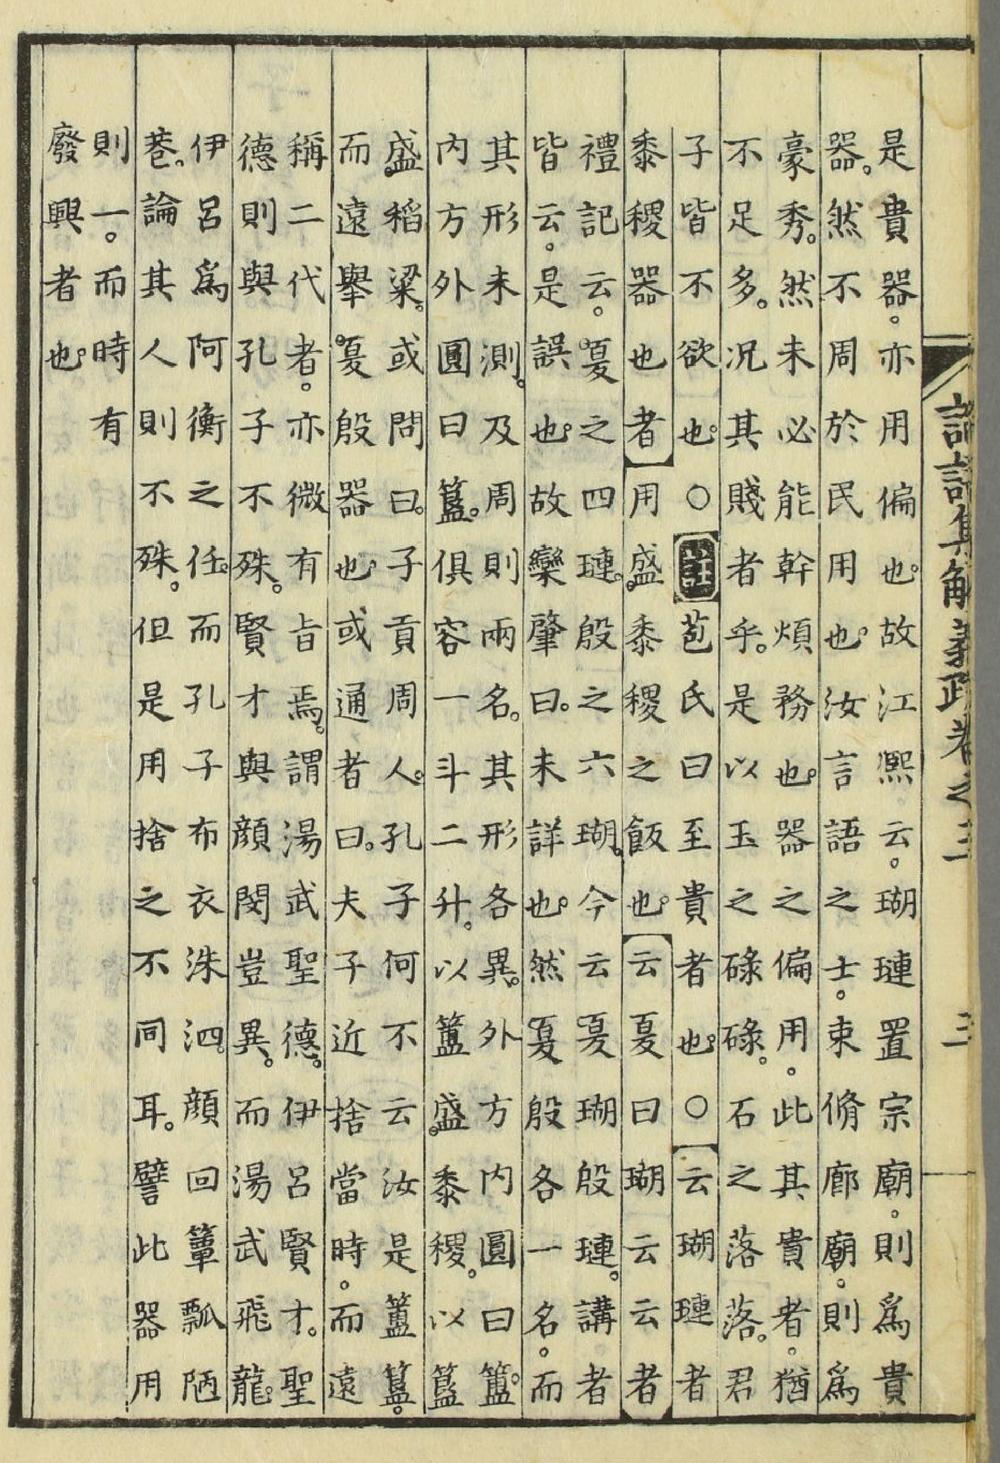 論語集解義疏卷之三
三
是貴器。亦用偏也。故江熙云。瑚璉置宗廟。則爲貴
器。然不周於民用也。汝言語之士。束脩廊廟。則爲
豪秀。然未必能幹煩務也。器之偏用。此其貴者。猶
不足多。况其賤者乎。是以玉之碌碌。石之落落。君
子皆不欲也。○註苞氏曰至貴者也。○云瑚璉者
黍稷器也者用盛黍稷之飯也。云夏曰瑚云云者
禮記云。夏之四璉。殷之六瑚。今云夏瑚殷璉。講者
皆云。是誤也。故欒肇曰。未詳也。然夏殷各一名。而
其形未測。及周則兩名。其形各異。外方內圓曰簠。
內方外圓曰簋。俱容一斗二升。以簠盛黍稷。以簋
盛稻粱。或問曰。子貢周人。孔子何不云汝是簠簋。
而遠舉夏殷器也。或通者曰。夫子近捨當時。而遠
稱二代者。亦微有旨焉。謂湯武聖德。伊呂賢才。聖
德則與孔子不殊。賢才與顔閔豈異。而湯武飛龍。
伊呂爲阿衡之任。而孔子布衣洙泗。顔回簞瓢陋
巷。論其人則不殊。但是用捨之不同耳。譬此器用
則一。而時有
廢興者也。